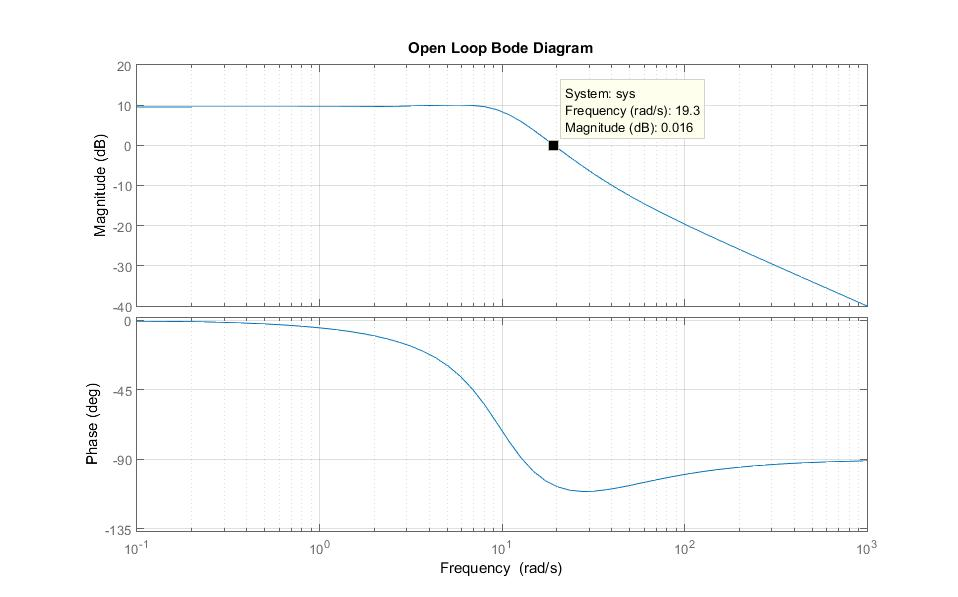 Open Loop Bode Diagram
20
10
0
-10
-20
-30
-40
Magnitude (dB)
System: sys
Frequency (rad/s): 19.3
Magnitude (dB): 0.016
0
-45
-90
-135
Phase (deg)
10^-1
10^0
10^1
10^2
10^3
Frequency (rad/s)